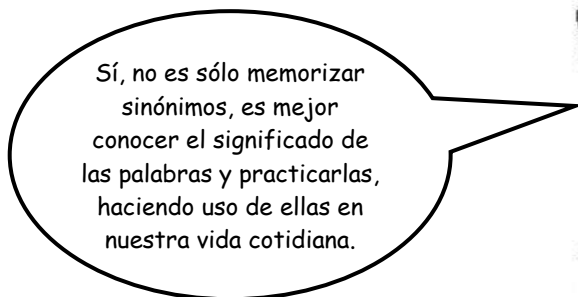 Sí, no es sólo memorizar
sinónimos, es mejor
conocer el significado de
las palabras y practicarlas,
haciendo uso de ellas en
nuestra vida cotidiana.